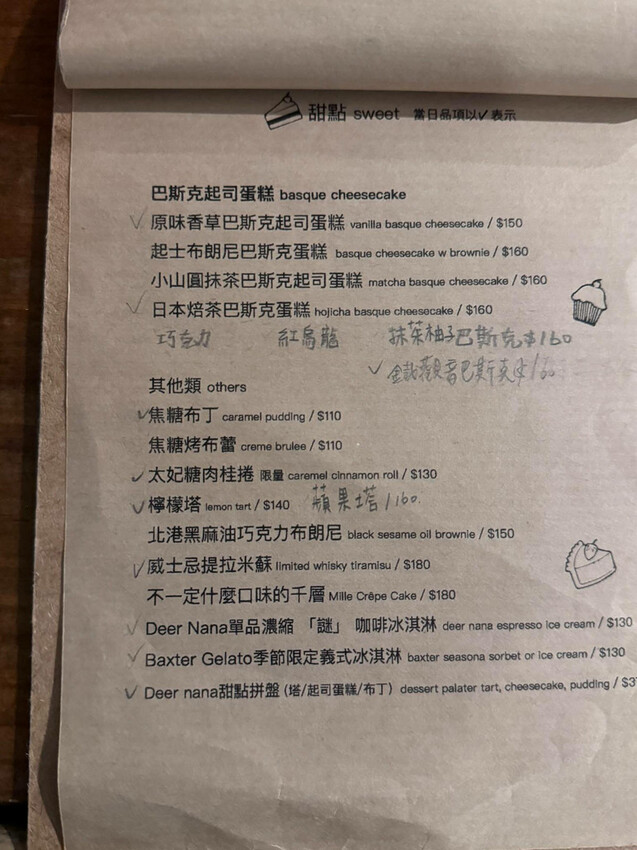 甜點 sweet 當日品項以✓表示
巴斯克起司蛋糕 basque cheesecake
✓原味香草巴斯克起司蛋糕 vanilla basque cheesecake / $150
起士布朗尼巴斯克蛋糕 basque cheesecake w brownie / $160
小山圓抹茶巴斯克起司蛋糕 matcha basque cheesecake / $160
✓日本焙茶巴斯克蛋糕 hojicha basque cheesecake / $160
巧克力 紅烏龍 抹茶柚子巴斯克$160
✓鐵觀音巴斯克
其他類 others
✓焦糖布丁 caramel pudding / $110
焦糖烤布蕾 creme brulee / $110
✓太妃糖肉桂捲 限量 caremel cinnamon roll / $130
✓檸檬塔 lemon tart / $140 蘋果塔/160.
北港黑麻油巧克力布朗尼 black sesame oil brownie / $150
✓威士忌提拉米蘇 limited whisky tiramisu / $180
不一定什麼口味的千層 Mille Crêpe Cake / $180
✓Deer Nana單品濃縮 「謎」 咖啡冰淇淋 deer nana espresso ice cream / $130
✓Baxter Gelato季節限定義式冰淇淋 baxter seasona sorbet or ice cream / $130
✓Deer nana甜點拼盤 (塔/起司蛋糕/布丁) dessert palater tart, cheesecake, pudding /